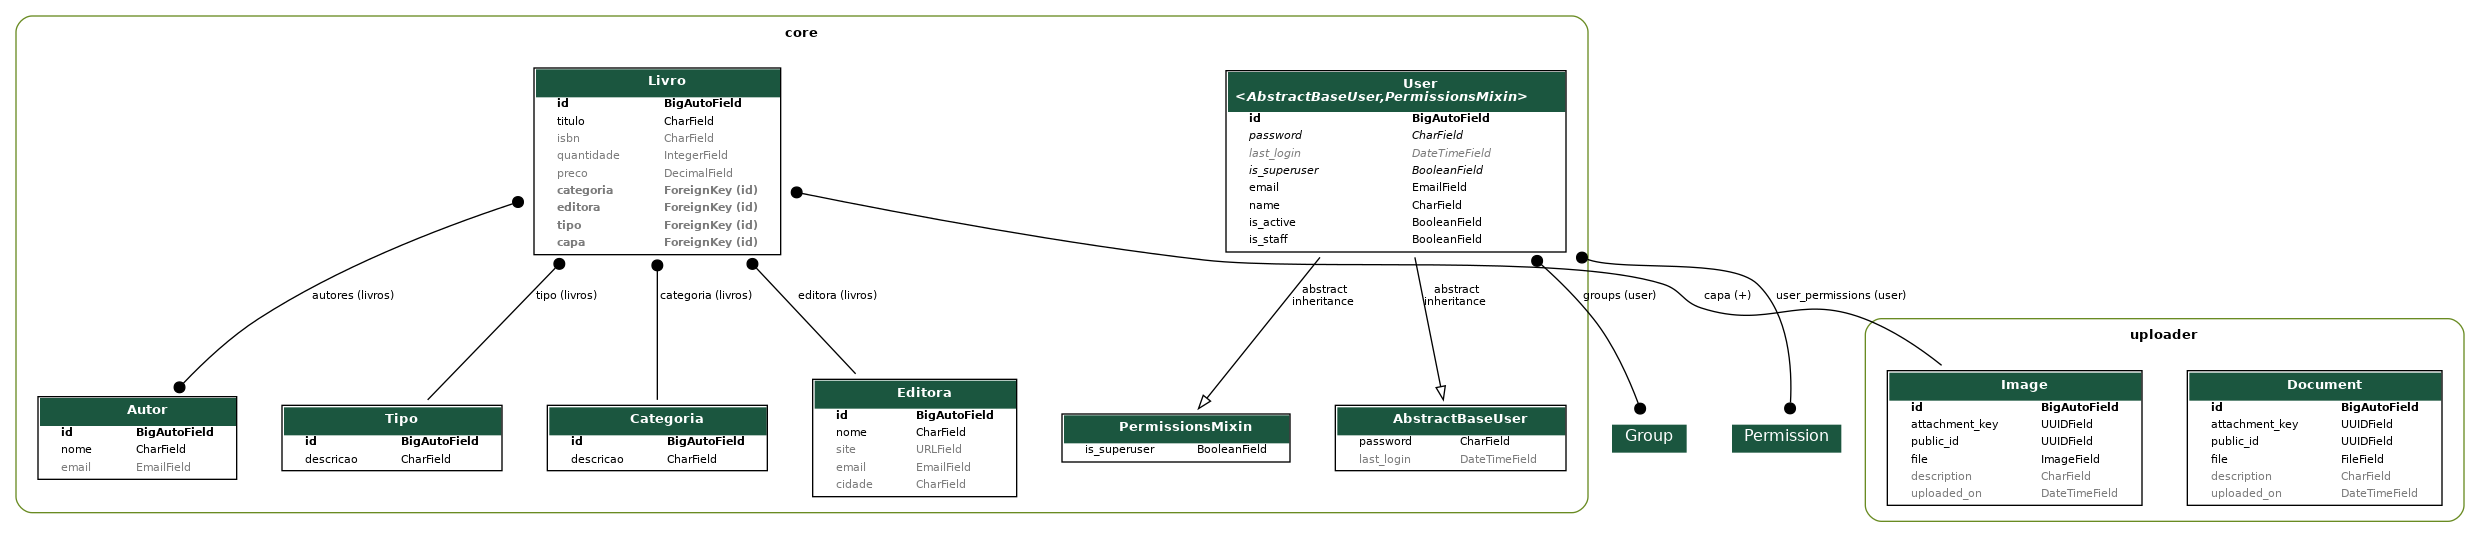 core
Livro
id BigAutoField
titulo CharField
isbn CharField
quantidade IntegerField
preco DecimalField
categoria ForeignKey (id)
editora ForeignKey (id)
tipo ForeignKey (id)
capa ForeignKey (id)
User
<AbstractBaseUser,PermissionsMixin>
id BigAutoField
password CharField
last_login DateTimeField
is_superuser BooleanField
email EmailField
name CharField
is_active BooleanField
is_staff BooleanField
autores (livros)
tipo (livros)
categoria (livros)
editora (livros)
abstract
inheritance
abstract
inheritance
groups (user)
capa (+)
user_permissions (user)
Autor
id BigAutoField
nome CharField
email EmailField
Tipo
id BigAutoField
descricao CharField
Categoria
id BigAutoField
descricao CharField
Editora
id BigAutoField
nome CharField
site URLField
email EmailField
cidade CharField
PermissionsMixin
is_superuser BooleanField
AbstractBaseUser
password CharField
last_login DateTimeField
Group
Permission
uploader
Image
id BigAutoField
attachment_key UUIDField
public_id UUIDField
file ImageField
description CharField
uploaded_on DateTimeField
Document
id BigAutoField
attachment_key UUIDField
public_id UUIDField
file FileField
description CharField
uploaded_on DateTimeField